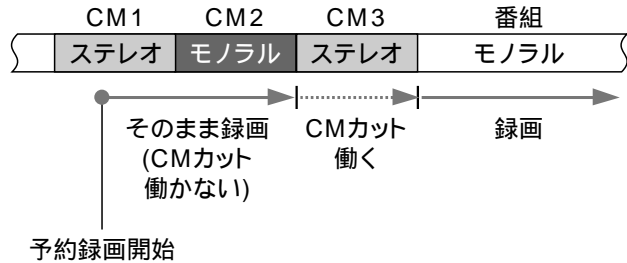 CM1 CM2 CM3 番組
ステレオ モノラル ステレオ モノラル
そのまま録画 CMカット 録画
(CMカット 働く
働かない)
予約録画開始